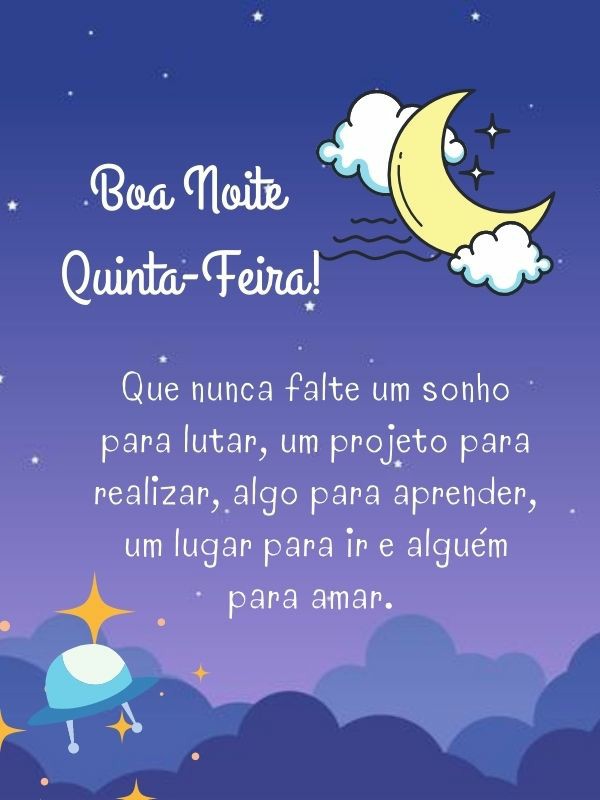 Boa Noite
Quinta-Feira!
Que nunca falte um sonho
para lutar, um projeto para
realizar, algo para aprender,
um lugar para ir e alguém
para amar.